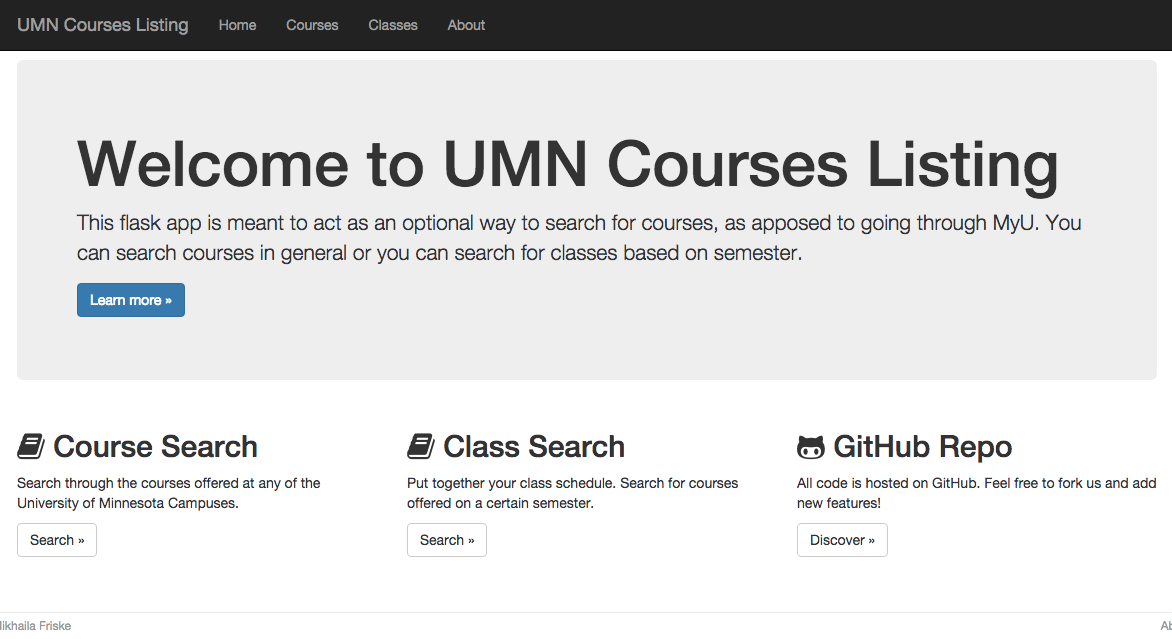 UMN Courses Listing Home Courses Classes About
Welcome to UMN Courses Listing
This flask app is meant to act as an optional way to search for courses, as apposed to going through MyU. You
can search courses in general or you can search for classes based on semester.
Learn more »
Course Search
Search through the courses offered at any of the
University of Minnesota Campuses.
Search »
Class Search
Put together your class schedule. Search for courses
offered on a certain semester.
Search »
GitHub Repo
All code is hosted on GitHub. Feel free to fork us and add
new features!
Discover »
Friske